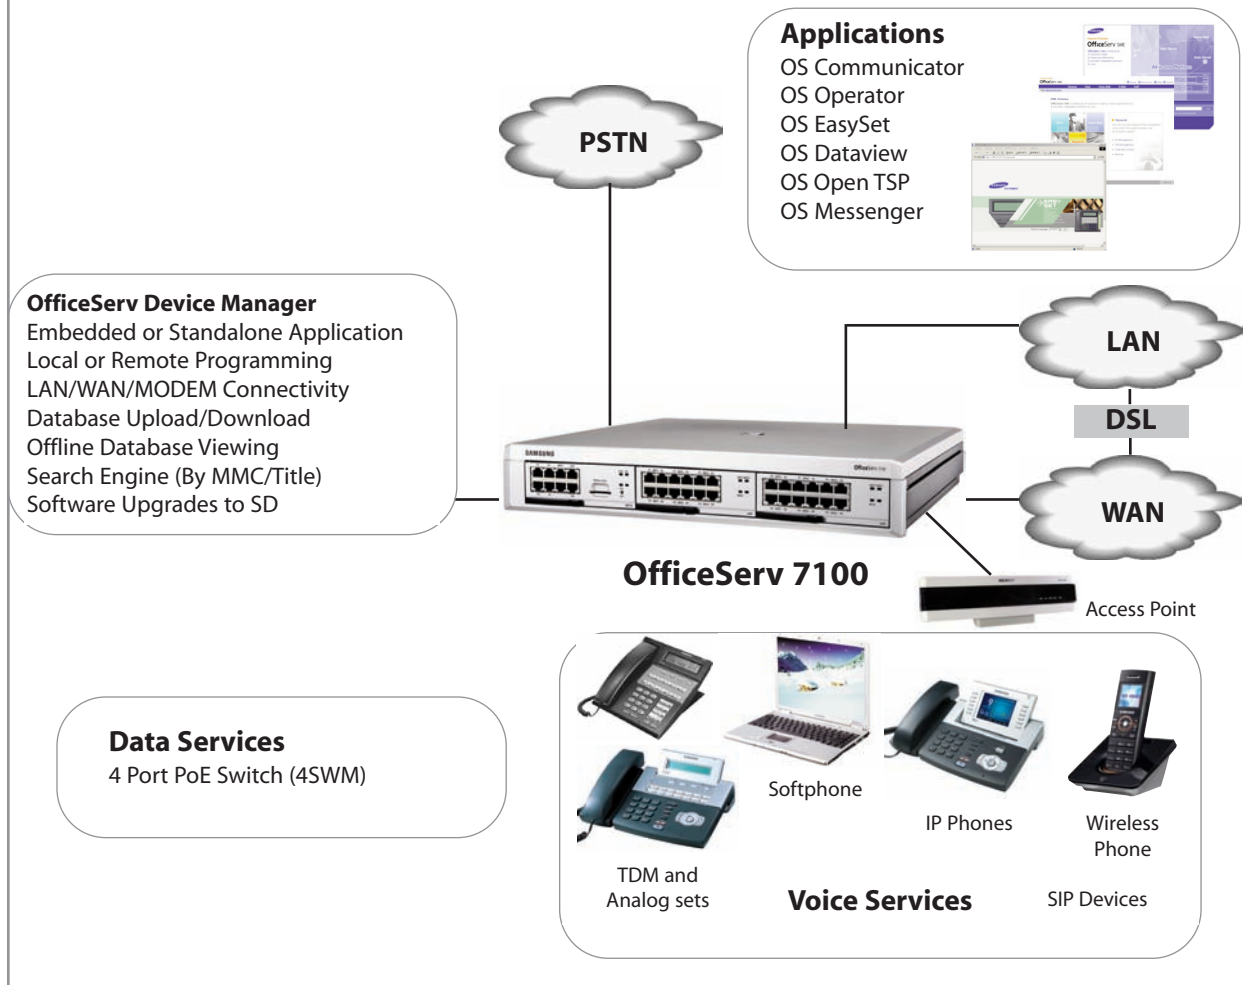 Applications
OS Communicator
OS Operator
OS EasySet
OS Dataview
OS Open TSP
OS Messenger
PSTN
OfficeServ Device Manager
Embedded or Standalone Application
Local or Remote Programming
LAN/WAN/MODEM Connectivity
Database Upload/Download
Offline Database Viewing
Search Engine (By MMC/Title)
Software Upgrades to SD
LAN
DSL
WAN
SAMSUNG
OfficeServ
OfficeServ 7100
Access Point
Data Services
4 Port PoE Switch (4SWM)
Softphone
IP Phones
Wireless
Phone
TDM and
Analog sets
Voice Services
SIP Devices